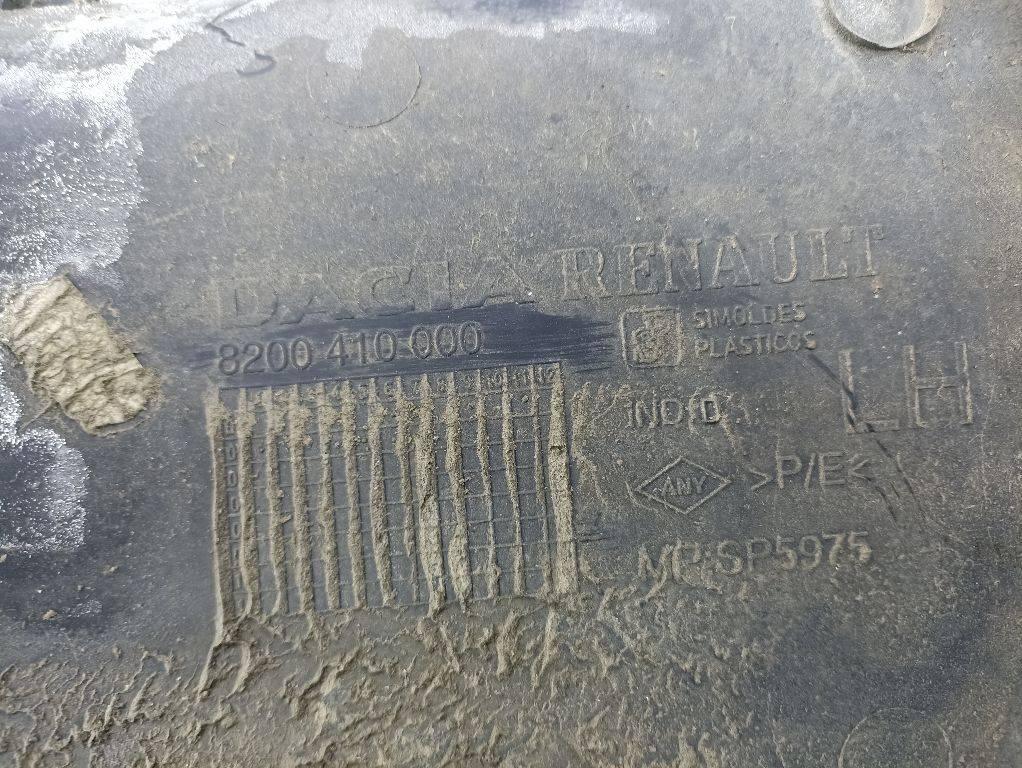 DACIA RENAULT
8200 410 000
SIMOLDES
PLASTICOS
LH
IND:D
ANY >P/E<
MP:SP5975